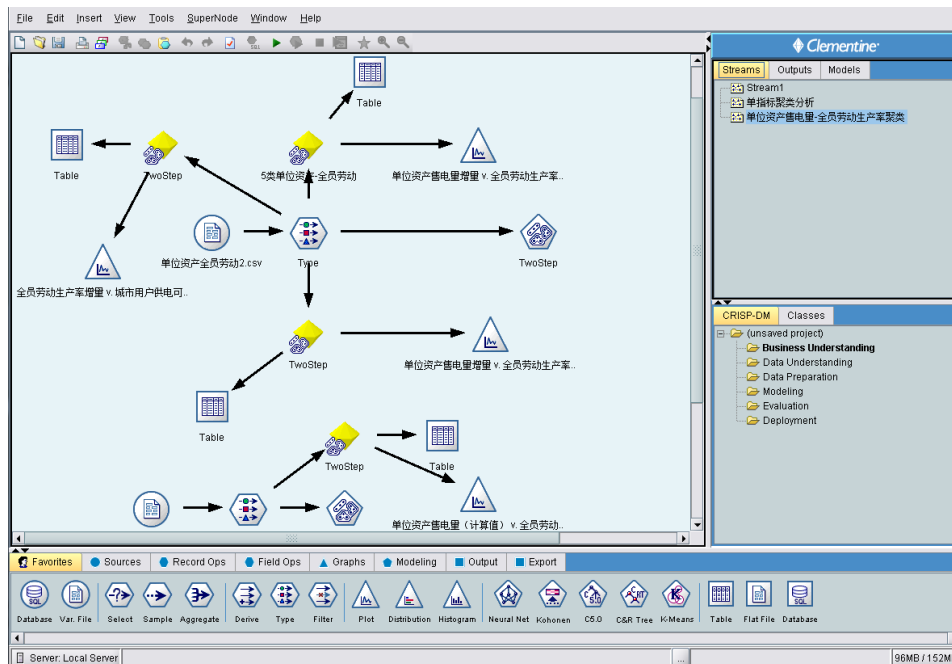 File Edit Insert View Tools SuperNode Window Help
Clementine
Streams Outputs Models
Stream1
单指标聚类分析
单位资产售电量-全员劳动生产率聚类
Table
Table
TwoStep
5类单位资产-全员劳动
单位资产售电量增量 v. 全员劳动生产率..
单位资产全员劳动2.csv
Type
TwoStep
全员劳动生产率增量 v. 城市用户供电可..
TwoStep
单位资产售电量增量 v. 全员劳动生产率..
Table
TwoStep
Table
单位资产售电量（计算值）v. 全员劳动..
CRISP-DM Classes
(unsaved project)
Business Understanding
Data Understanding
Data Preparation
Modeling
Evaluation
Deployment
Favorites Sources Record Ops Field Ops Graphs Modeling Output Export
SQL C5.0 C&RT K SQL
Database Var. File Select Sample Aggregate Derive Type Filter Plot Distribution Histogram Neural Net Kohonen C5.0 C&R Tree K-Means Table Flat File Database
Server: Local Server ... 96MB / 152M